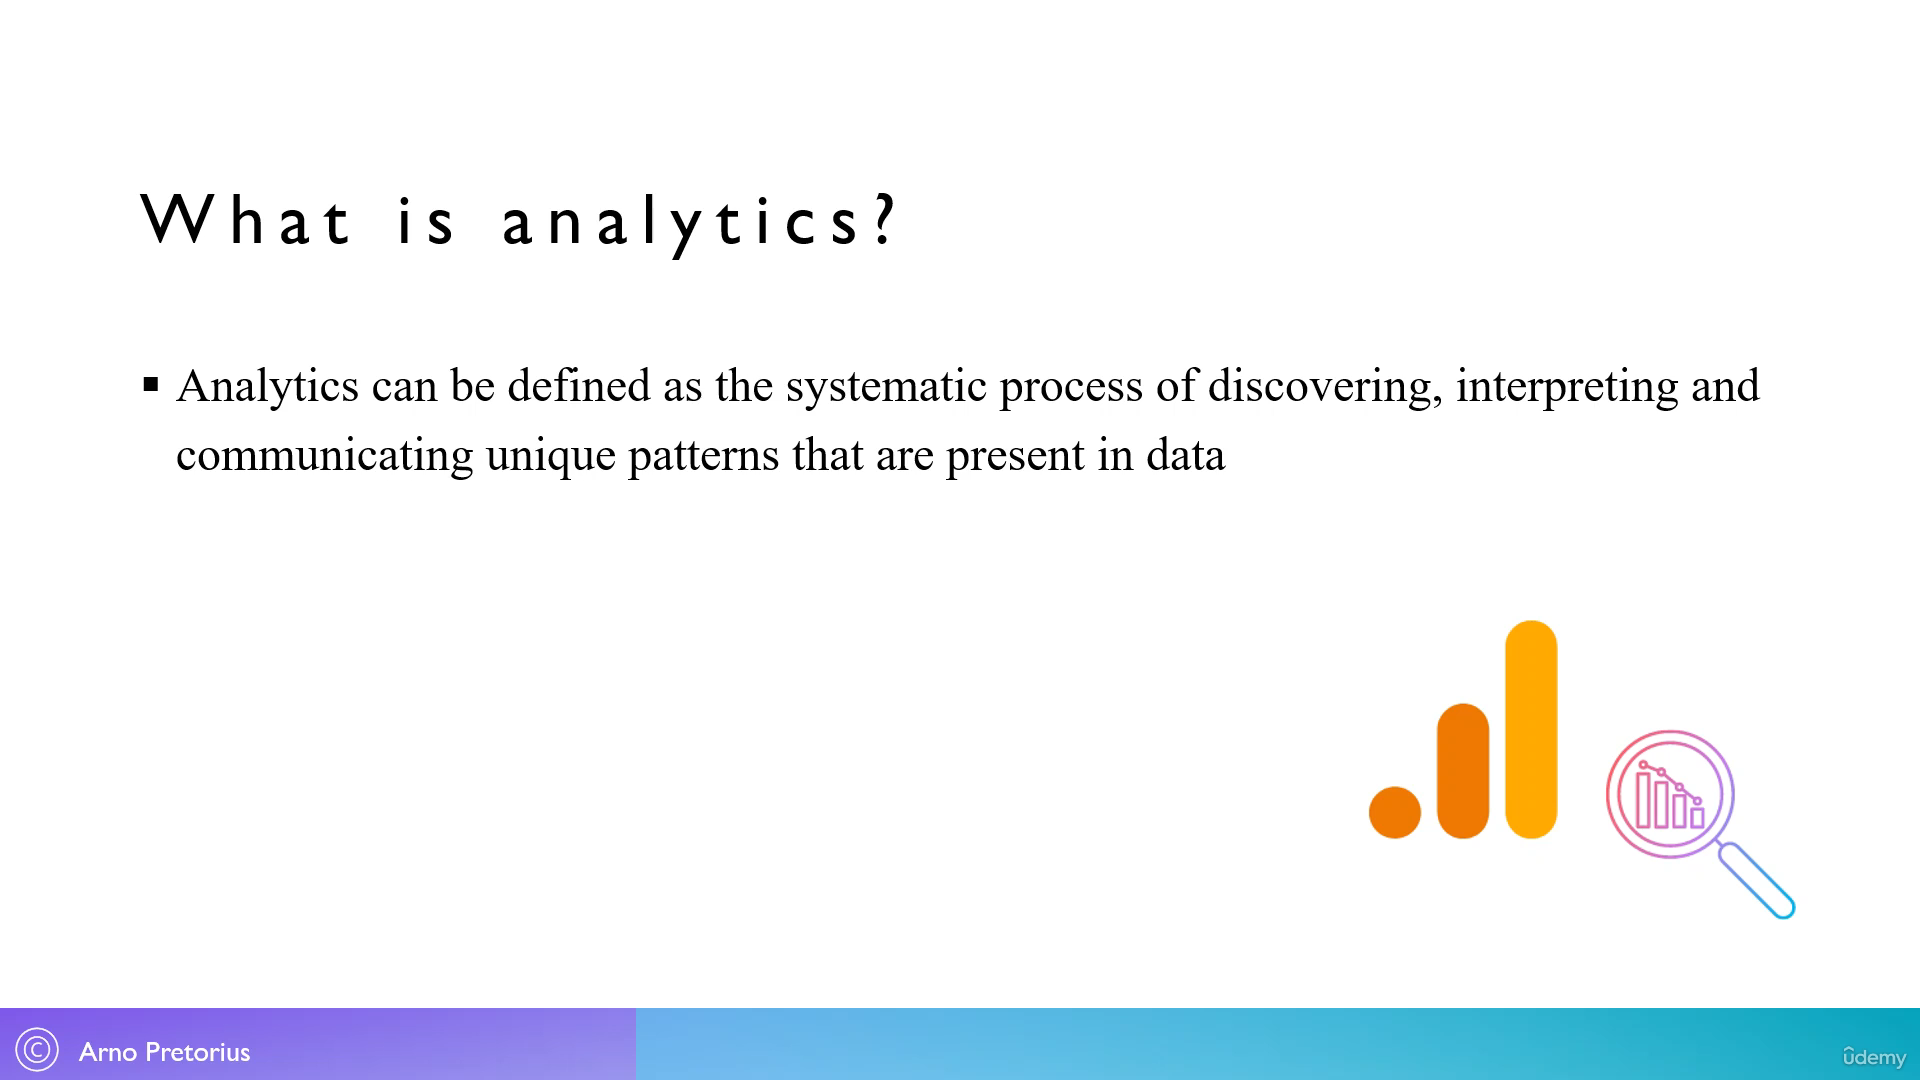 What is analytics?
▪ Analytics can be defined as the systematic process of discovering, interpreting and
communicating unique patterns that are present in data
© Arno Pretorius
ûdemy